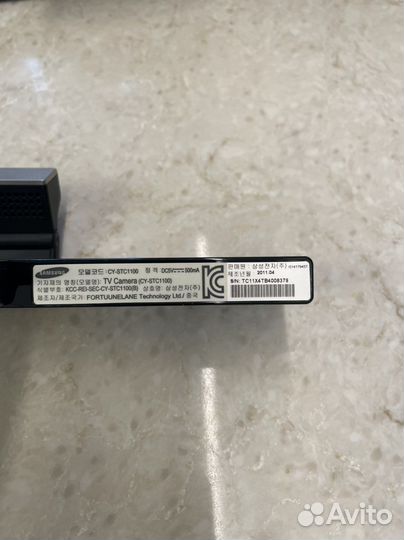 SAMSUNG 모델코드 : CY-STC1100 정격 DC5V 500mA
기자재의 명칭(모델명): TV Camera (CY-STC1100)
식별부호: KCC-REI-SEC-CY-STC1100(B) 상호명: 삼성전자(주)
제조자/제조국가: FORTUUNELANE Technology Ltd./ 중국
판매원 : 삼성전자(주)
제조년월 2011.04
S/N: TC11X4TB4008378
Avito